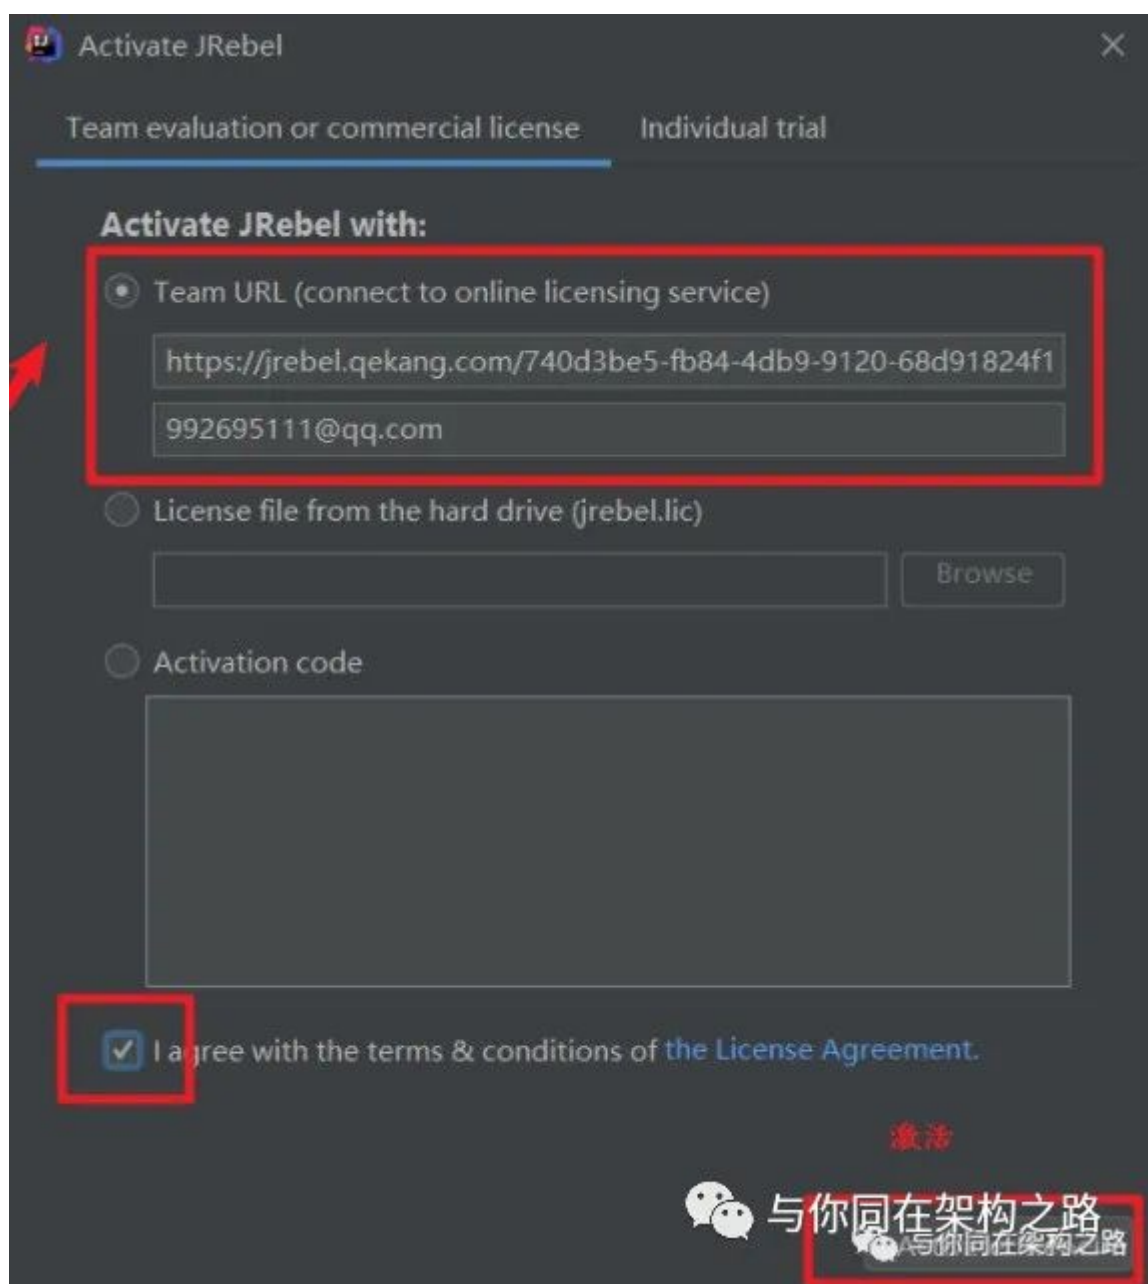 Activate JRebel
Team evaluation or commercial license
Individual trial
Activate JRebel with:
Team URL (connect to online licensing service)
https://jrebel.qekang.com/740d3be5-fb84-4db9-9120-68d91824f1
992695111@qq.com
License file from the hard drive (jrebel.lic)
Browse
Activation code
I agree with the terms & conditions of the License Agreement.
激活
与你同在架构之路
与你同在架构之路